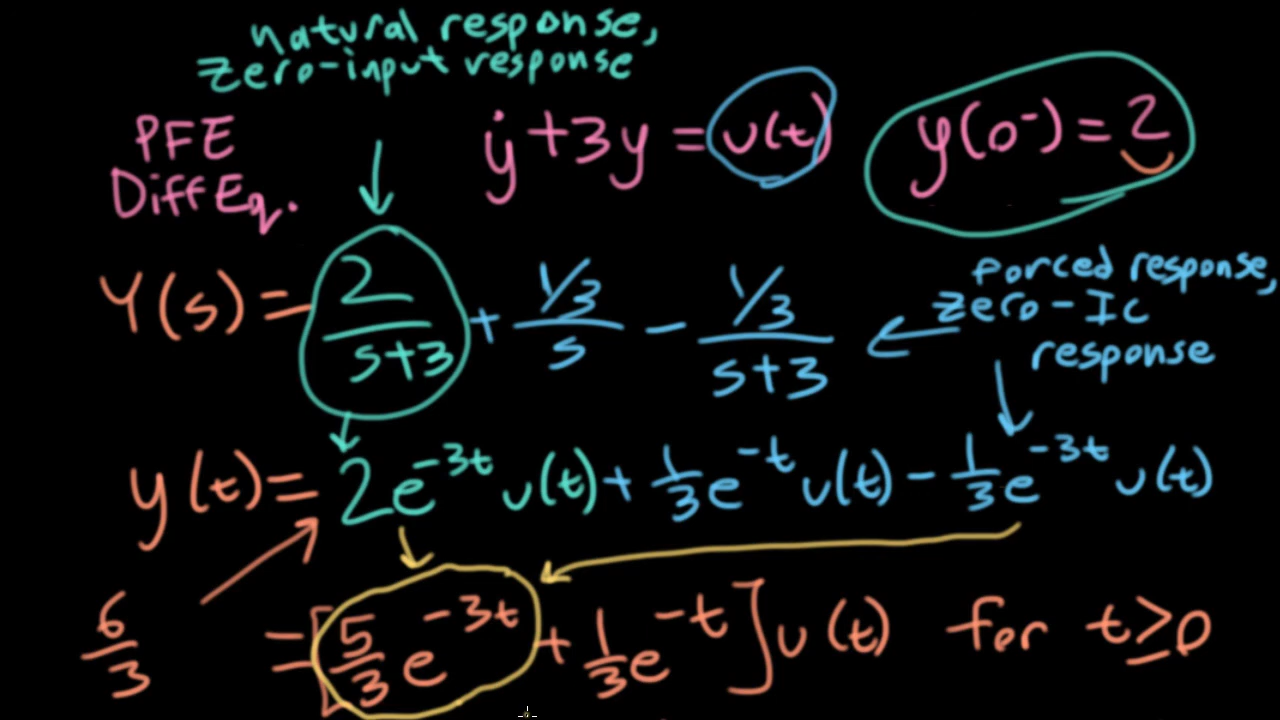 natural response,
zero-input response
PFE
DiffEq.
ẏ + 3y = u(t)
y(0⁻) = 2
Y(s) = 2/(s+3) + (1/3)/s − (1/3)/(s+3)
forced response,
zero-Ic
response
y(t) = 2e^{-3t} u(t) + 1/3 e^{-t} u(t) − 1/3 e^{-3t} u(t)
6/3
= [5/3 e^{-3t} + 1/3 e^{-t}] u(t) for t ≥ 0